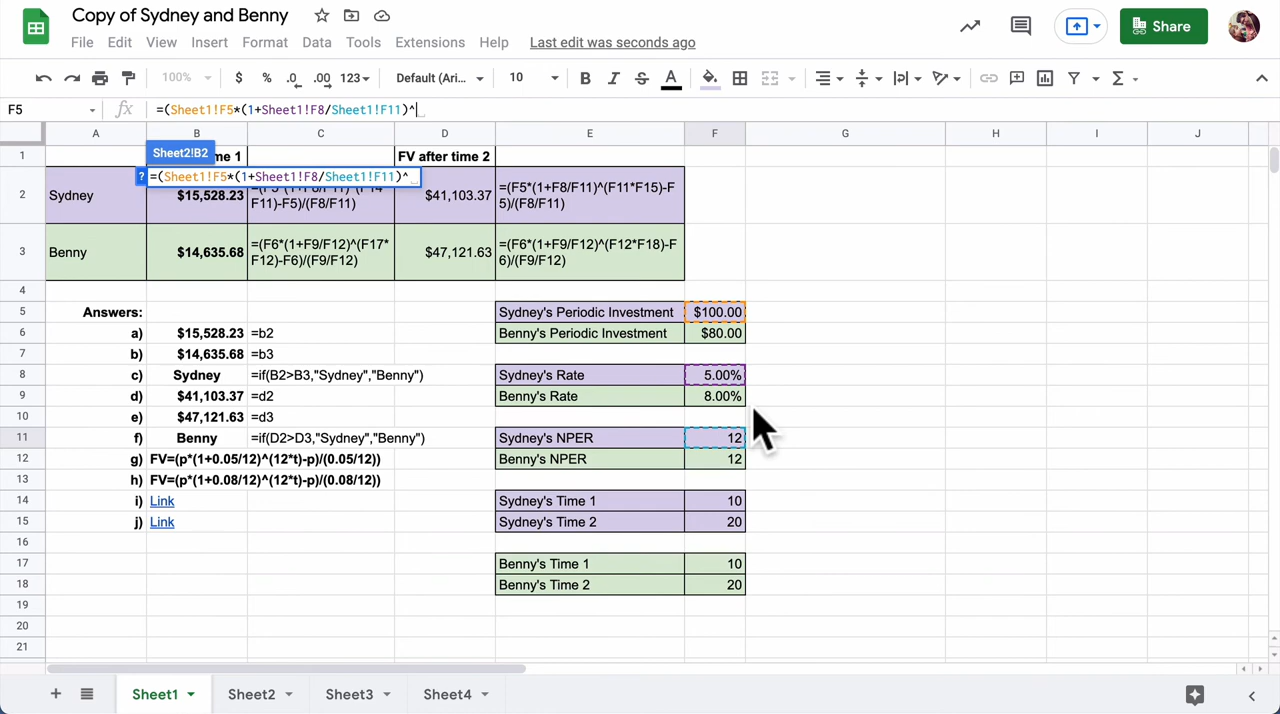 Copy of Sydney and Benny
File Edit View Insert Format Data Tools Extensions Help Last edit was seconds ago
Share
100% $ % .0 .00 123 Default (Ari... 10 B I S A Σ
F5 fx =(Sheet1!F5*(1+Sheet1!F8/Sheet1!F11)^
A B C D E F G H I J
Sheet2!B2
1 me 1 FV after time 2
? =(Sheet1!F5*(1+Sheet1!F8/Sheet1!F11)^
2 Sydney $15,528.23 F11)-F5)/(F8/F11) $41,103.37 =(F5*(1+F8/F11)^(F11*F15)-F
5)/(F8/F11)
3 Benny $14,635.68 =(F6*(1+F9/F12)^(F17*
F12)-F6)/(F9/F12) $47,121.63 =(F6*(1+F9/F12)^(F12*F18)-F
6)/(F9/F12)
4
5 Answers: Sydney's Periodic Investment $100.00
6 a) $15,528.23 =b2 Benny's Periodic Investment $80.00
7 b) $14,635.68 =b3
8 c) Sydney =if(B2>B3,"Sydney","Benny") Sydney's Rate 5.00%
9 d) $41,103.37 =d2 Benny's Rate 8.00%
10 e) $47,121.63 =d3
11 f) Benny =if(D2>D3,"Sydney","Benny") Sydney's NPER 12
12 g) FV=(p*(1+0.05/12)^(12*t)-p)/(0.05/12)) Benny's NPER 12
13 h) FV=(p*(1+0.08/12)^(12*t)-p)/(0.08/12))
14 i) Link Sydney's Time 1 10
15 j) Link Sydney's Time 2 20
16
17 Benny's Time 1 10
18 Benny's Time 2 20
19
20
21
Sheet1 Sheet2 Sheet3 Sheet4